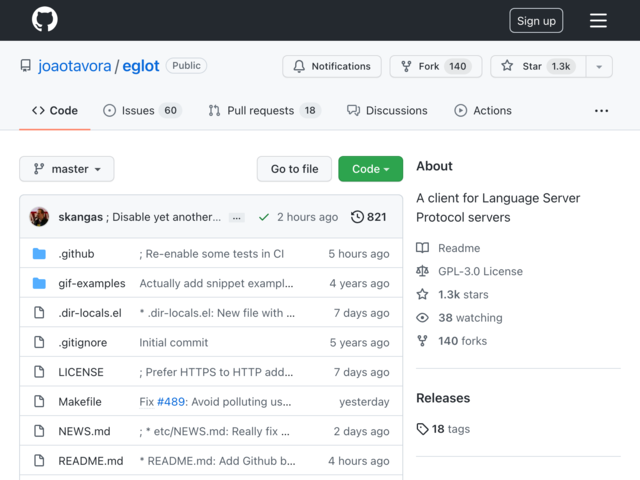 Sign up
joaotavora / eglot Public
Notifications Fork 140 Star 1.3k
Code Issues 60 Pull requests 18 Discussions Actions ...
master Go to file Code
skangas ; Disable yet another... ... 2 hours ago 821
.github ; Re-enable some tests in CI 5 hours ago
gif-examples Actually add snippet exampl... 4 years ago
.dir-locals.el * .dir-locals.el: New file with ... 7 days ago
.gitignore Initial commit 5 years ago
LICENSE ; Prefer HTTPS to HTTP add... 7 days ago
Makefile Fix #489: Avoid polluting us... yesterday
NEWS.md ; * etc/NEWS.md: Really fix ... 2 days ago
README.md * README.md: Add Github b... 4 hours ago
About
A client for Language Server
Protocol servers
Readme
GPL-3.0 License
1.3k stars
38 watching
140 forks
Releases
18 tags